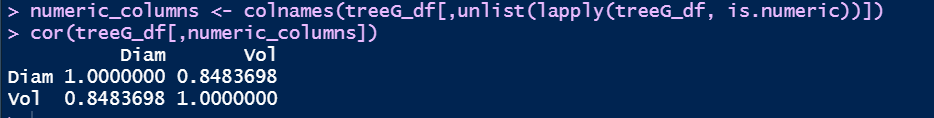 > numeric_columns <- colnames(treeG_df[,unlist(lapply(treeG_df, is.numeric))])
> cor(treeG_df[,numeric_columns])
          Diam       Vol
Diam 1.0000000 0.8483698
Vol  0.8483698 1.0000000